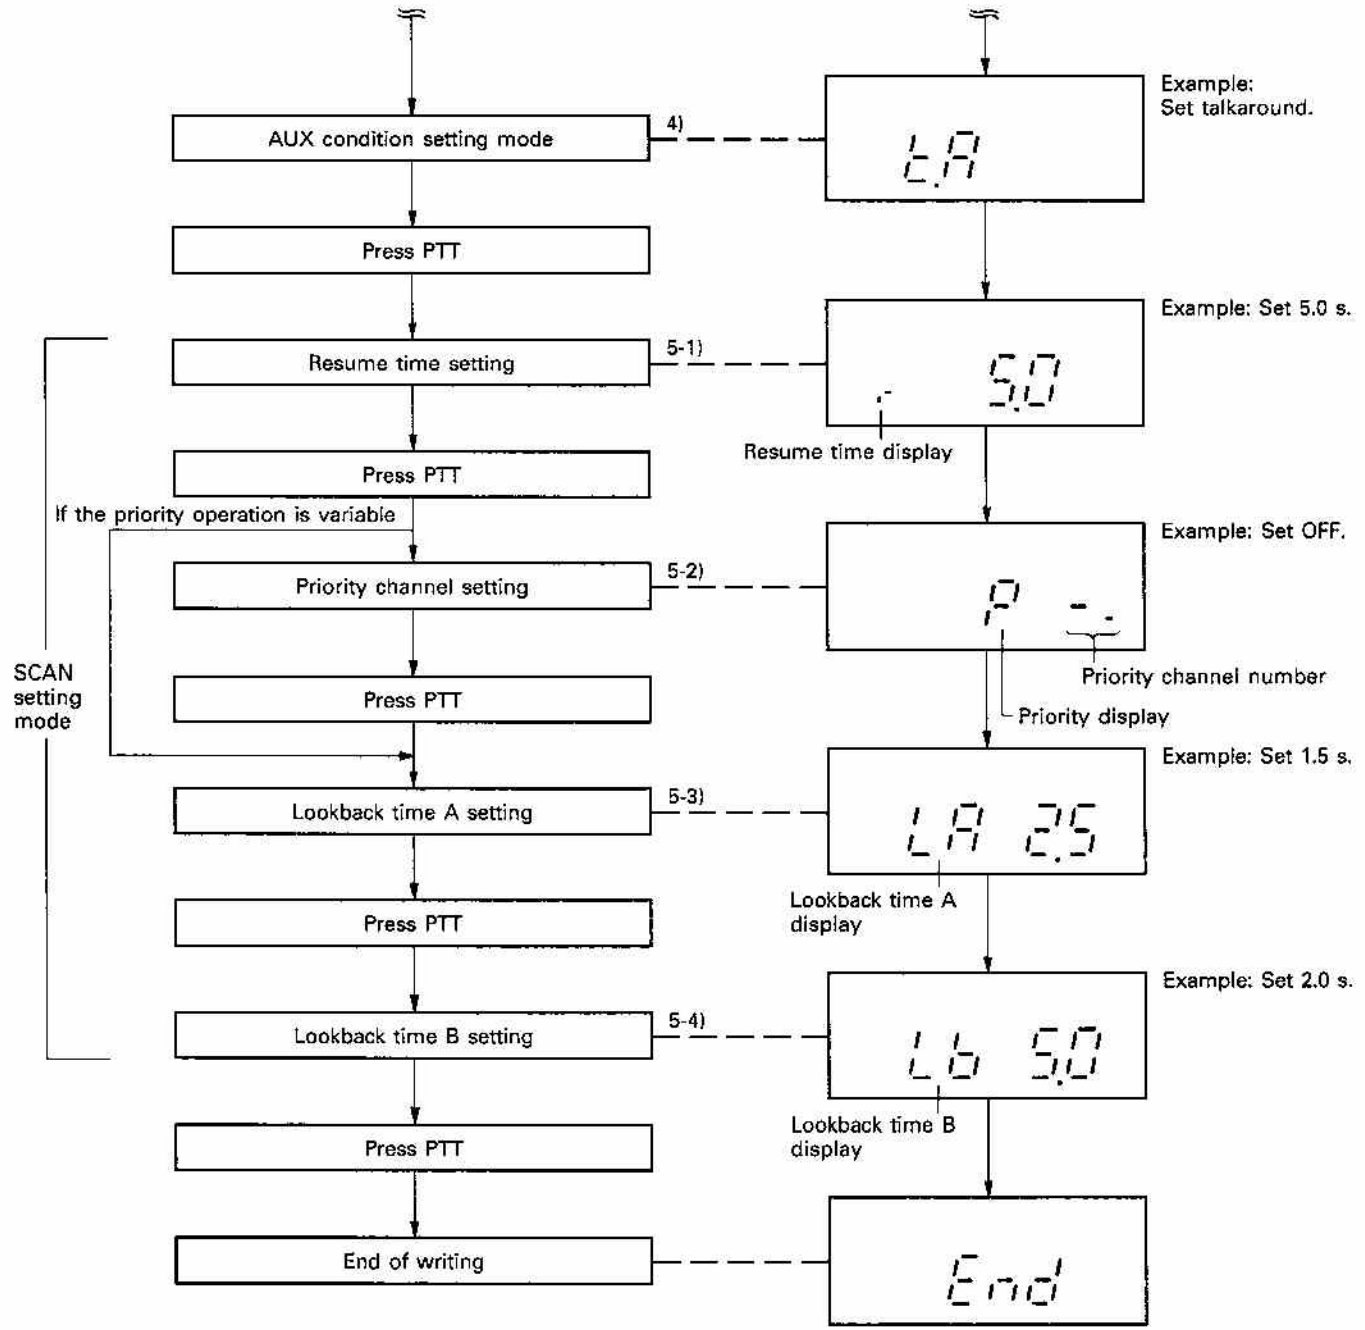 Example:
Set talkaround.
AUX condition setting mode
4)
t.A
Press PTT
Example: Set 5.0 s.
Resume time setting
5-1)
r 5.0
Resume time display
Press PTT
If the priority operation is variable
Example: Set OFF.
Priority channel setting
5-2)
P -.
Priority channel number
Priority display
SCAN
setting
mode
Press PTT
Example: Set 1.5 s.
Lookback time A setting
5-3)
LA 2.5
Lookback time A
display
Press PTT
Example: Set 2.0 s.
Lookback time B setting
5-4)
Lb 5.0
Lookback time B
display
Press PTT
End of writing
End